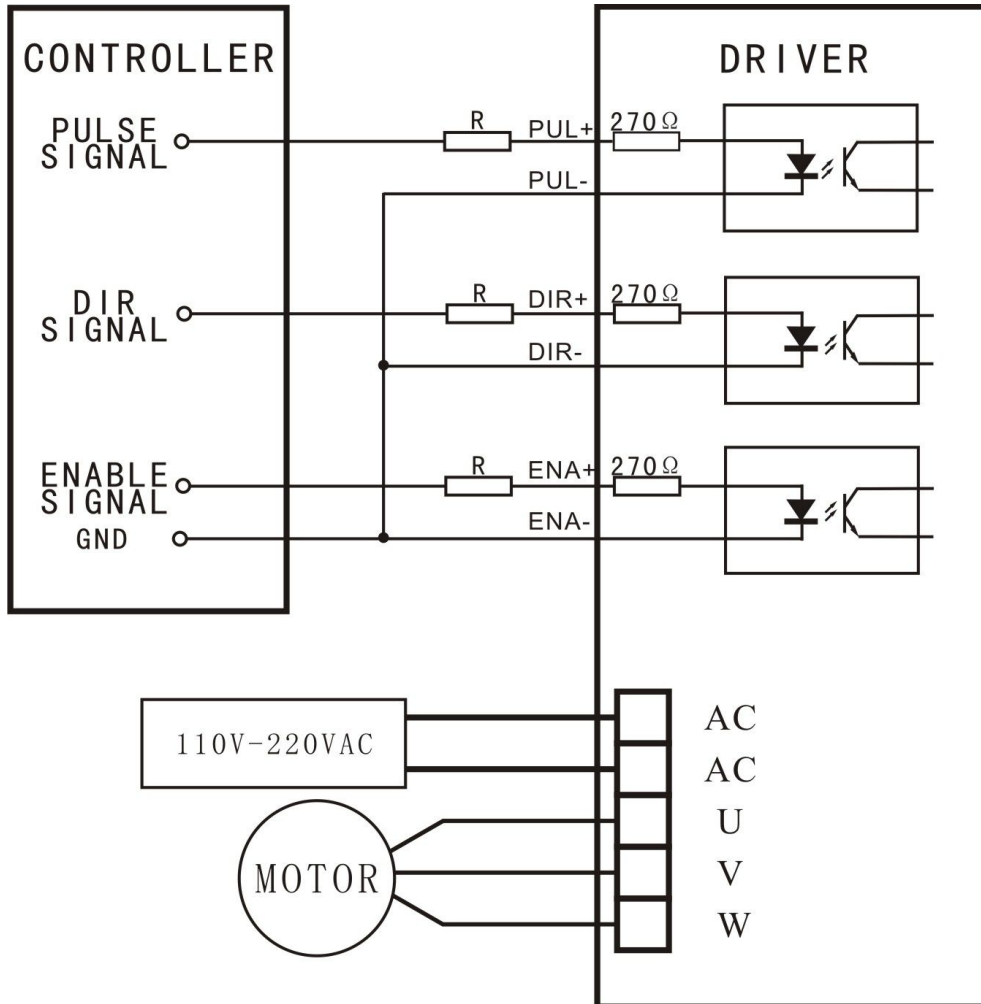 CONTROLLER
DRIVER
PULSE
SIGNAL
R
PUL+
270Ω
PUL-
DIR
SIGNAL
R
DIR+
270Ω
DIR-
ENABLE
SIGNAL
R
ENA+
270Ω
GND
ENA-
110V-220VAC
AC
AC
MOTOR
U
V
W